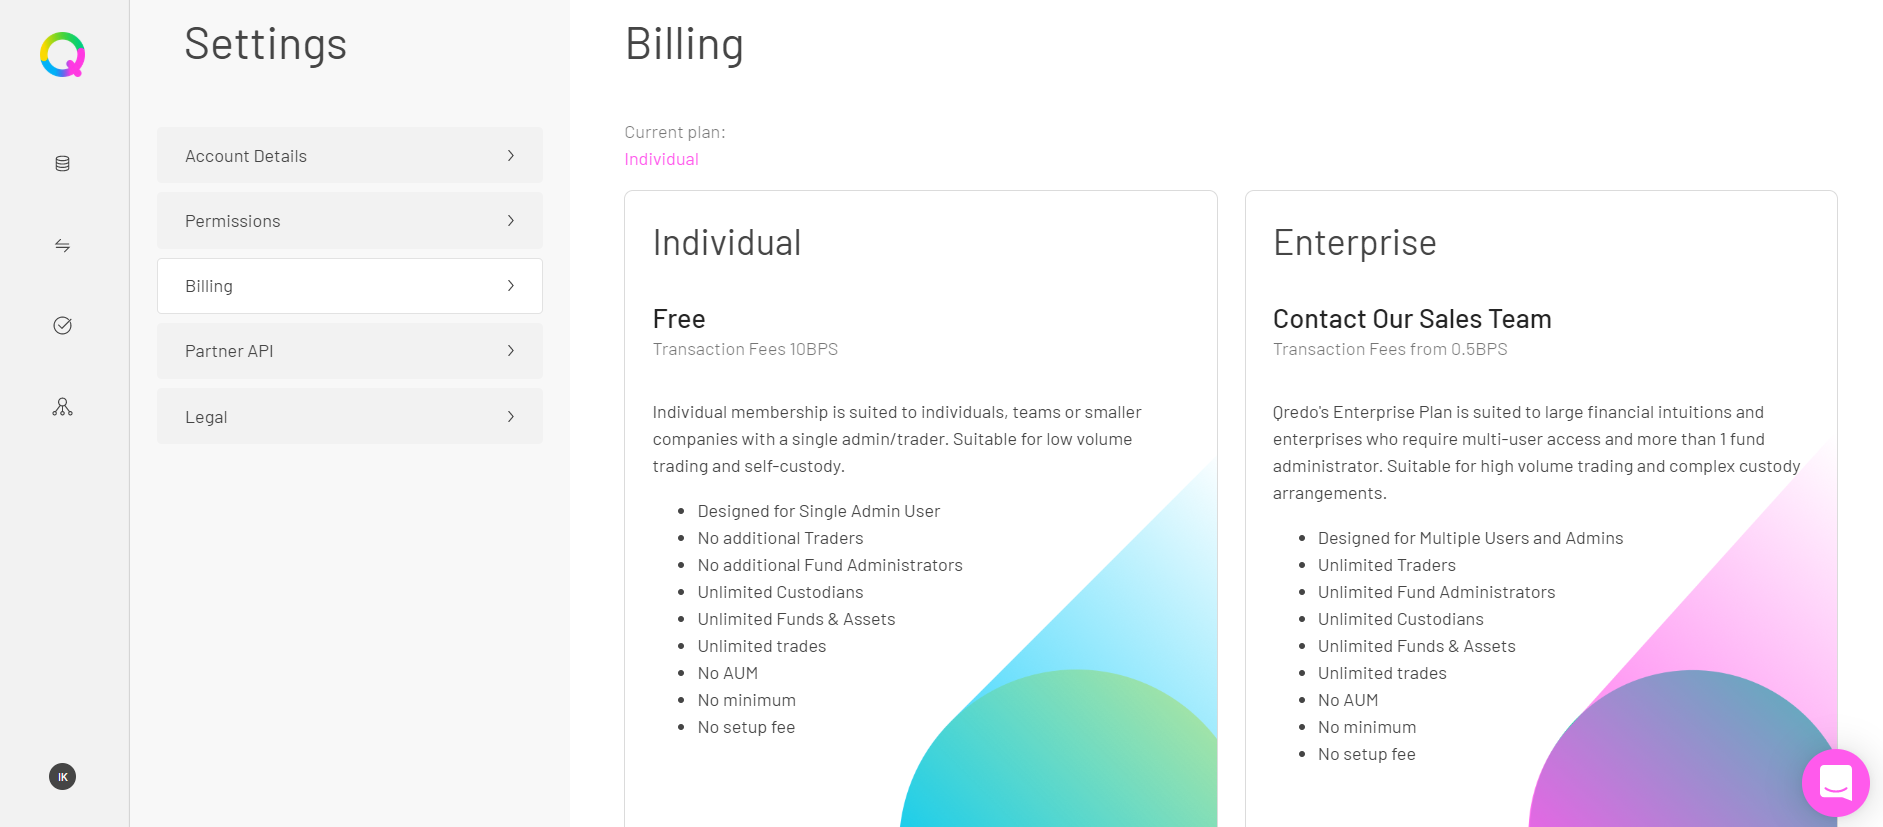 Settings
Account Details
Permissions
Billing
Partner API
Legal
IK
Billing
Current plan:
Individual
Individual
Free
Transaction Fees 10BPS
Individual membership is suited to individuals, teams or smaller
companies with a single admin/trader. Suitable for low volume
trading and self-custody.
Designed for Single Admin User
No additional Traders
No additional Fund Administrators
Unlimited Custodians
Unlimited Funds & Assets
Unlimited trades
No AUM
No minimum
No setup fee
Enterprise
Contact Our Sales Team
Transaction Fees from 0.5BPS
Qredo's Enterprise Plan is suited to large financial intuitions and
enterprises who require multi-user access and more than 1 fund
administrator. Suitable for high volume trading and complex custody
arrangements.
Designed for Multiple Users and Admins
Unlimited Traders
Unlimited Fund Administrators
Unlimited Custodians
Unlimited Funds & Assets
Unlimited trades
No AUM
No minimum
No setup fee